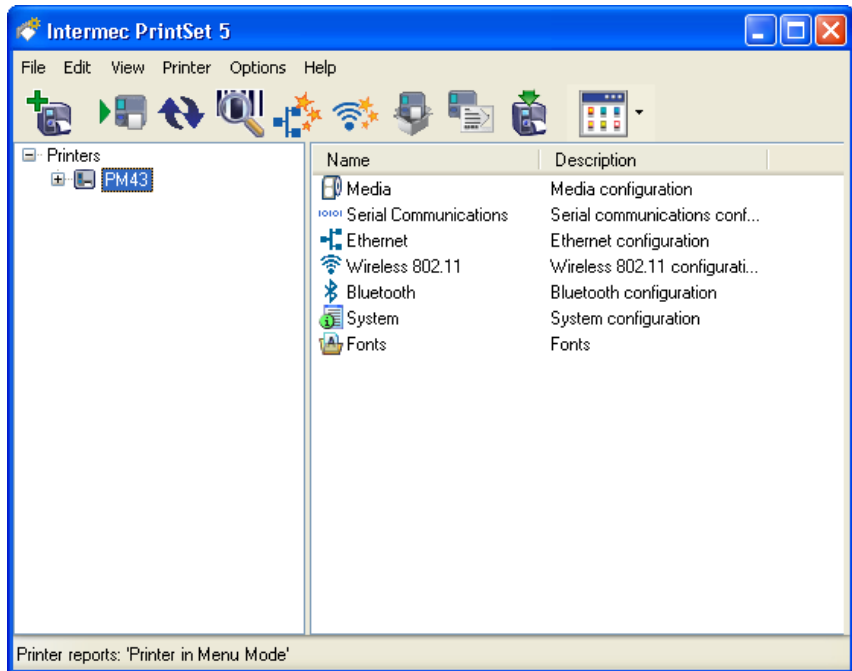 Intermec PrintSet 5
File Edit View Printer Options Help
Printers
PM43
Name Description
Media Media configuration
Serial Communications Serial communications conf...
Ethernet Ethernet configuration
Wireless 802.11 Wireless 802.11 configurati...
Bluetooth Bluetooth configuration
System System configuration
Fonts Fonts
Printer reports: 'Printer in Menu Mode'